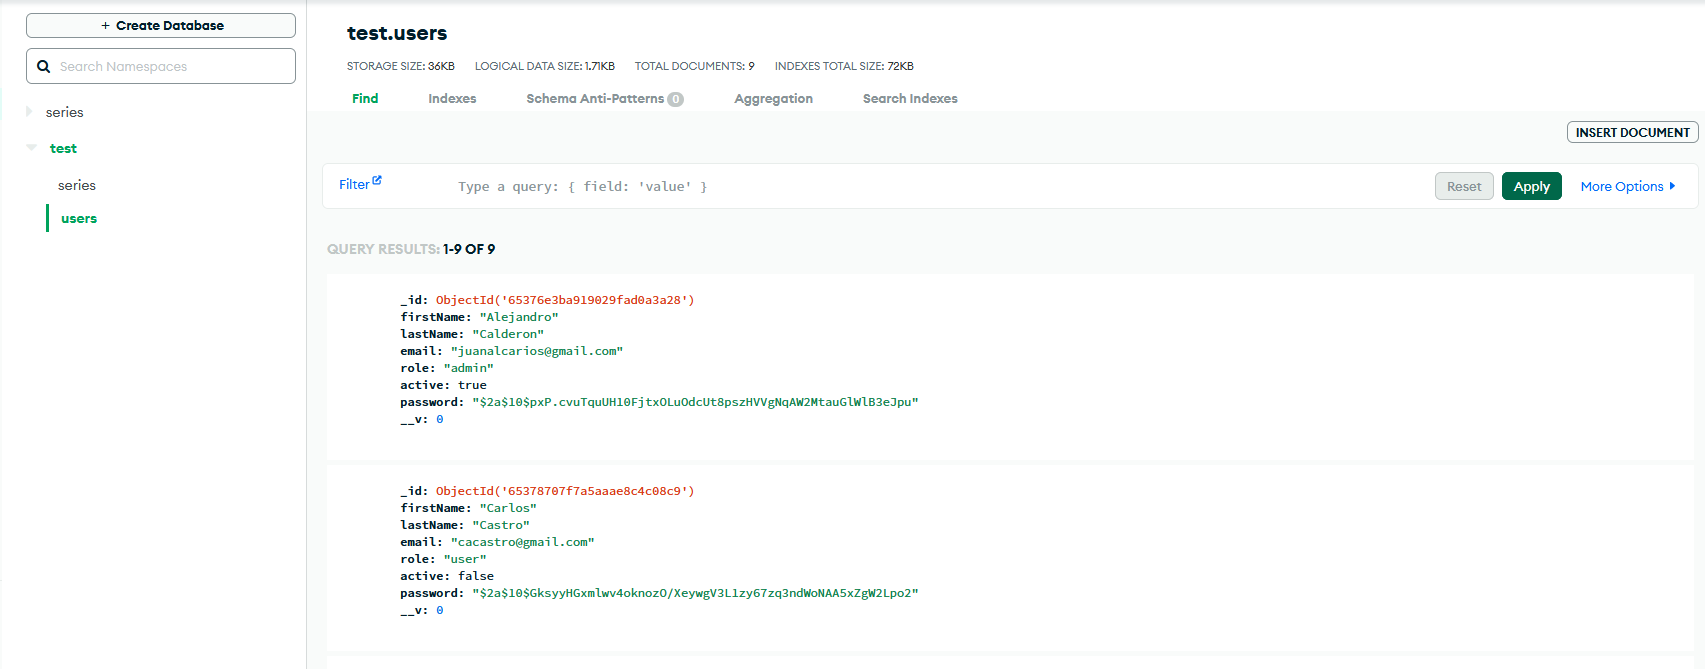 + Create Database
Search Namespaces
series
test
series
users
test.users
STORAGE SIZE: 36KB LOGICAL DATA SIZE: 1.71KB TOTAL DOCUMENTS: 9 INDEXES TOTAL SIZE: 72KB
Find Indexes Schema Anti-Patterns 0 Aggregation Search Indexes
INSERT DOCUMENT
Filter Type a query: { field: 'value' } Reset Apply More Options
QUERY RESULTS: 1-9 OF 9
_id: ObjectId('65376e3ba919029fad0a3a28')
firstName: "Alejandro"
lastName: "Calderon"
email: "juanalcarios@gmail.com"
role: "admin"
active: true
password: "$2a$10$pxP.cvuTquUH10FjtxOLuOdcUt8pszHVVgNqAW2MtauGlWlB3eJpu"
__v: 0
_id: ObjectId('65378707f7a5aaae8c4c08c9')
firstName: "Carlos"
lastName: "Castro"
email: "cacastro@gmail.com"
role: "user"
active: false
password: "$2a$10$GksyyHGxmlwv4oknozO/XeywgV3L1zy67zq3ndWoNAA5xZgW2Lpo2"
__v: 0